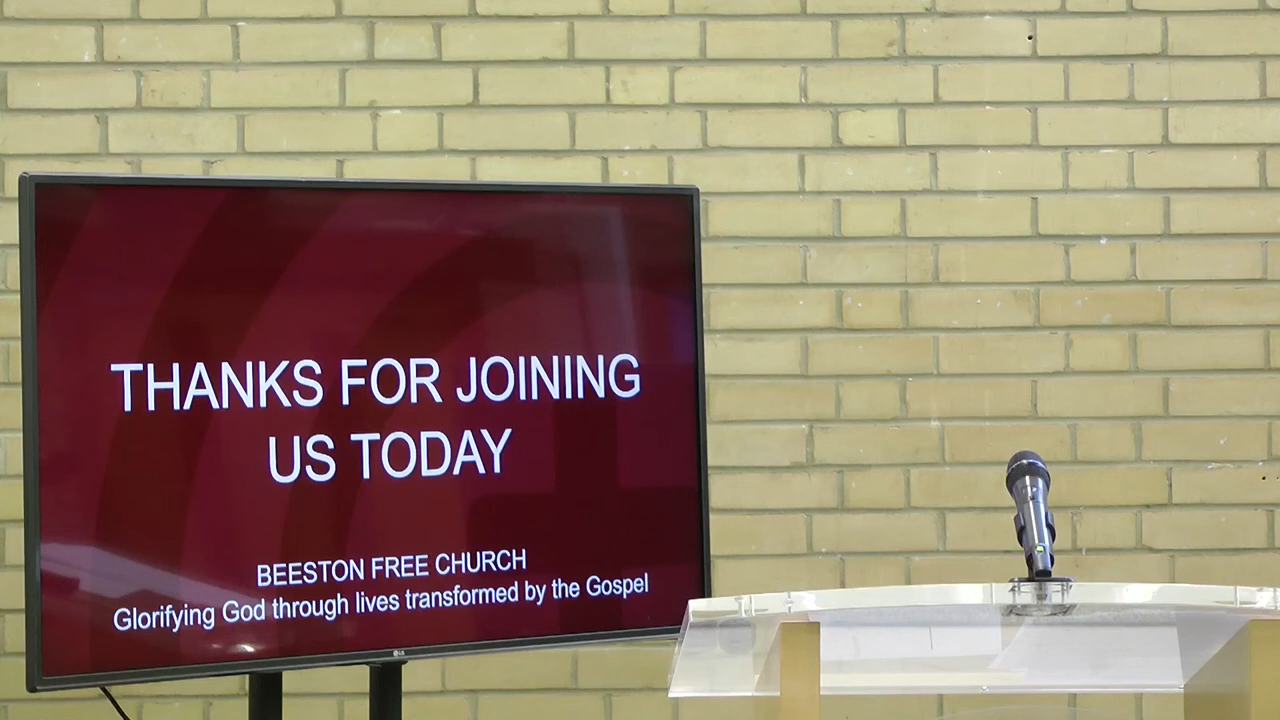 THANKS FOR JOINING
US TODAY
BEESTON FREE CHURCH
Glorifying God through lives transformed by the Gospel
LG